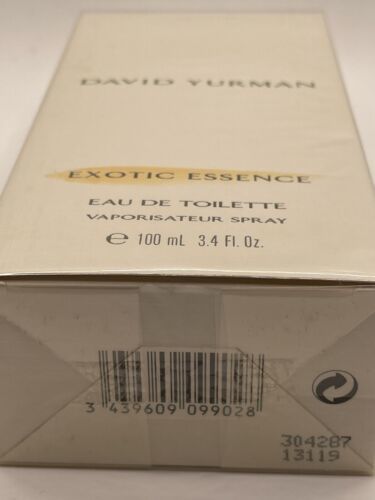 DAVID YURMAN
EXOTIC ESSENCE
EAU DE TOILETTE
VAPORISATEUR SPRAY
℮ 100 mL 3.4 Fl. Oz.
3 439609 099028
304287
13119